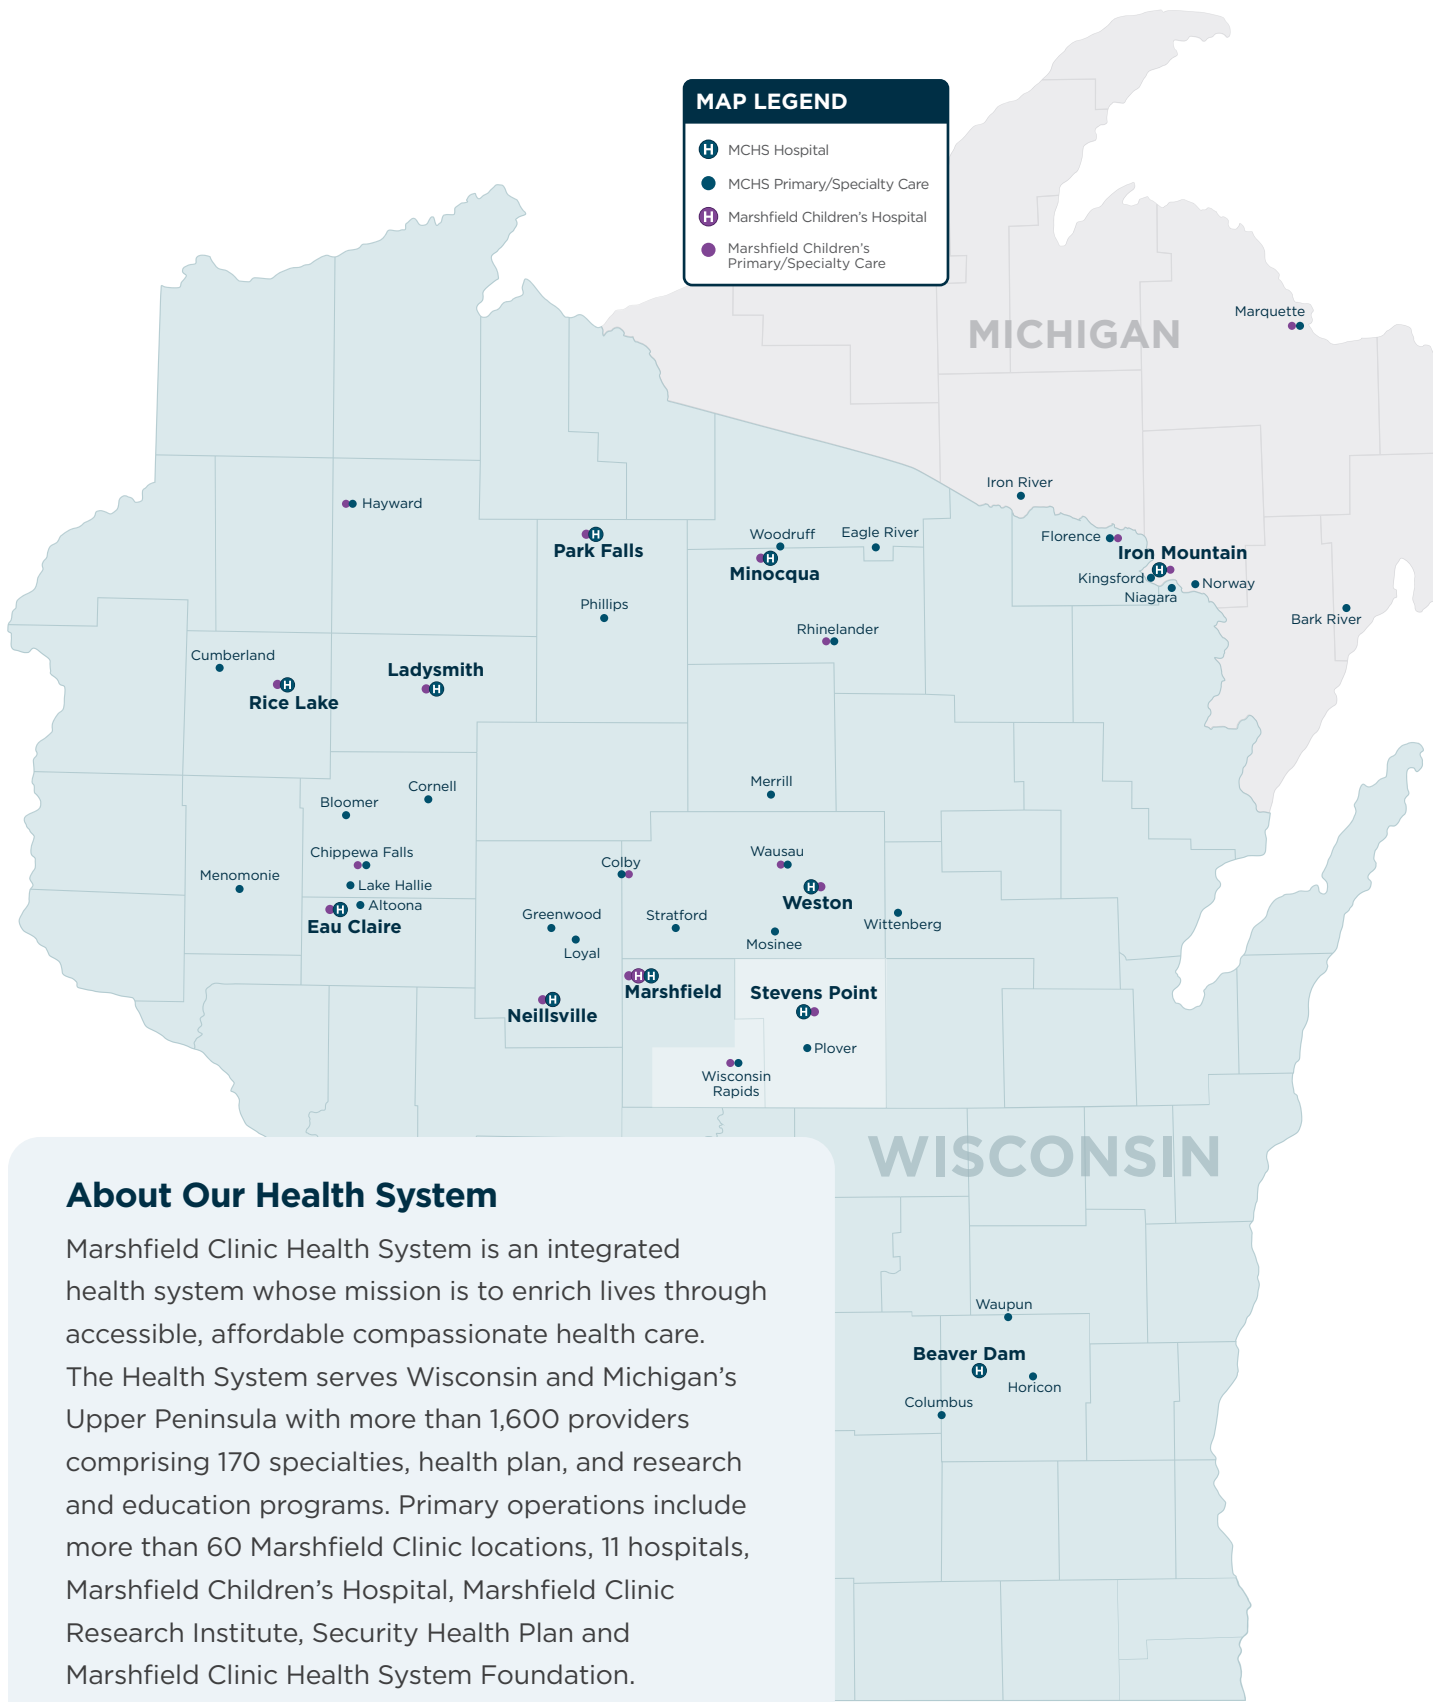 MAP LEGEND
H MCHS Hospital
MCHS Primary/Specialty Care
H Marshfield Children's Hospital
Marshfield Children's
Primary/Specialty Care
MICHIGAN
Marquette
Iron River
Hayward
Park Falls
H
Woodruff
Eagle River
Minocqua
H
Florence
Iron Mountain
H
Kingsford
Norway
Niagara
Bark River
Phillips
Rhinelander
Cumberland
Rice Lake
H
Ladysmith
H
Merrill
Cornell
Bloomer
Chippewa Falls
Lake Hallie
Menomonie
Altoona
H
Eau Claire
Colby
Wausau
H
Weston
Wittenberg
Greenwood
Loyal
Stratford
Mosinee
H H
Marshfield
Stevens Point
H
H
Neillsville
Plover
Wisconsin
Rapids
WISCONSIN
Waupun
Beaver Dam
H
Horicon
Columbus
About Our Health System
Marshfield Clinic Health System is an integrated
health system whose mission is to enrich lives through
accessible, affordable compassionate health care.
The Health System serves Wisconsin and Michigan's
Upper Peninsula with more than 1,600 providers
comprising 170 specialties, health plan, and research
and education programs. Primary operations include
more than 60 Marshfield Clinic locations, 11 hospitals,
Marshfield Children's Hospital, Marshfield Clinic
Research Institute, Security Health Plan and
Marshfield Clinic Health System Foundation.